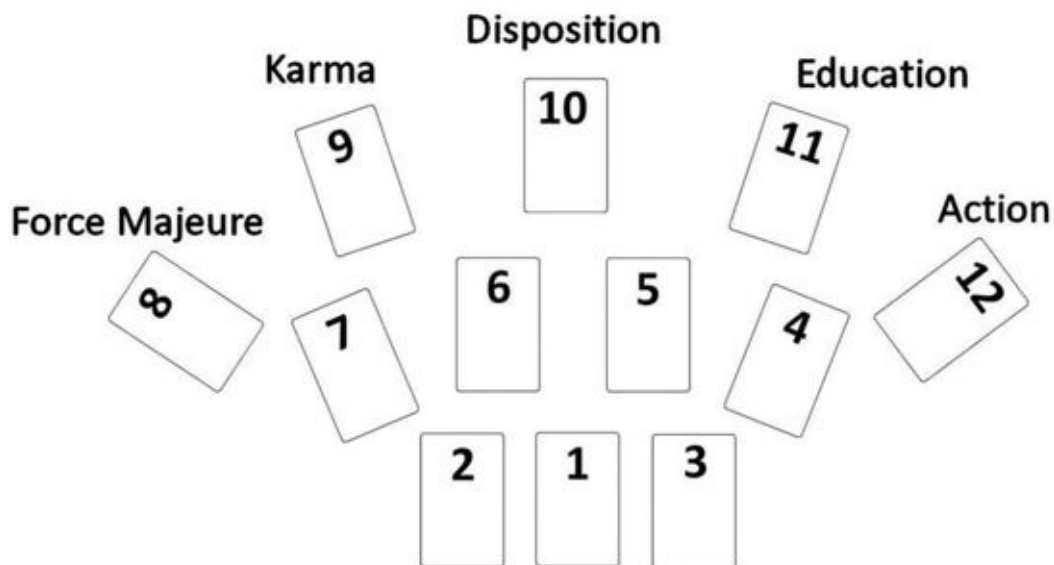 Disposition
Karma
Education
10
9
11
Force Majeure
Action
8
6
5
12
7
4
2
1
3